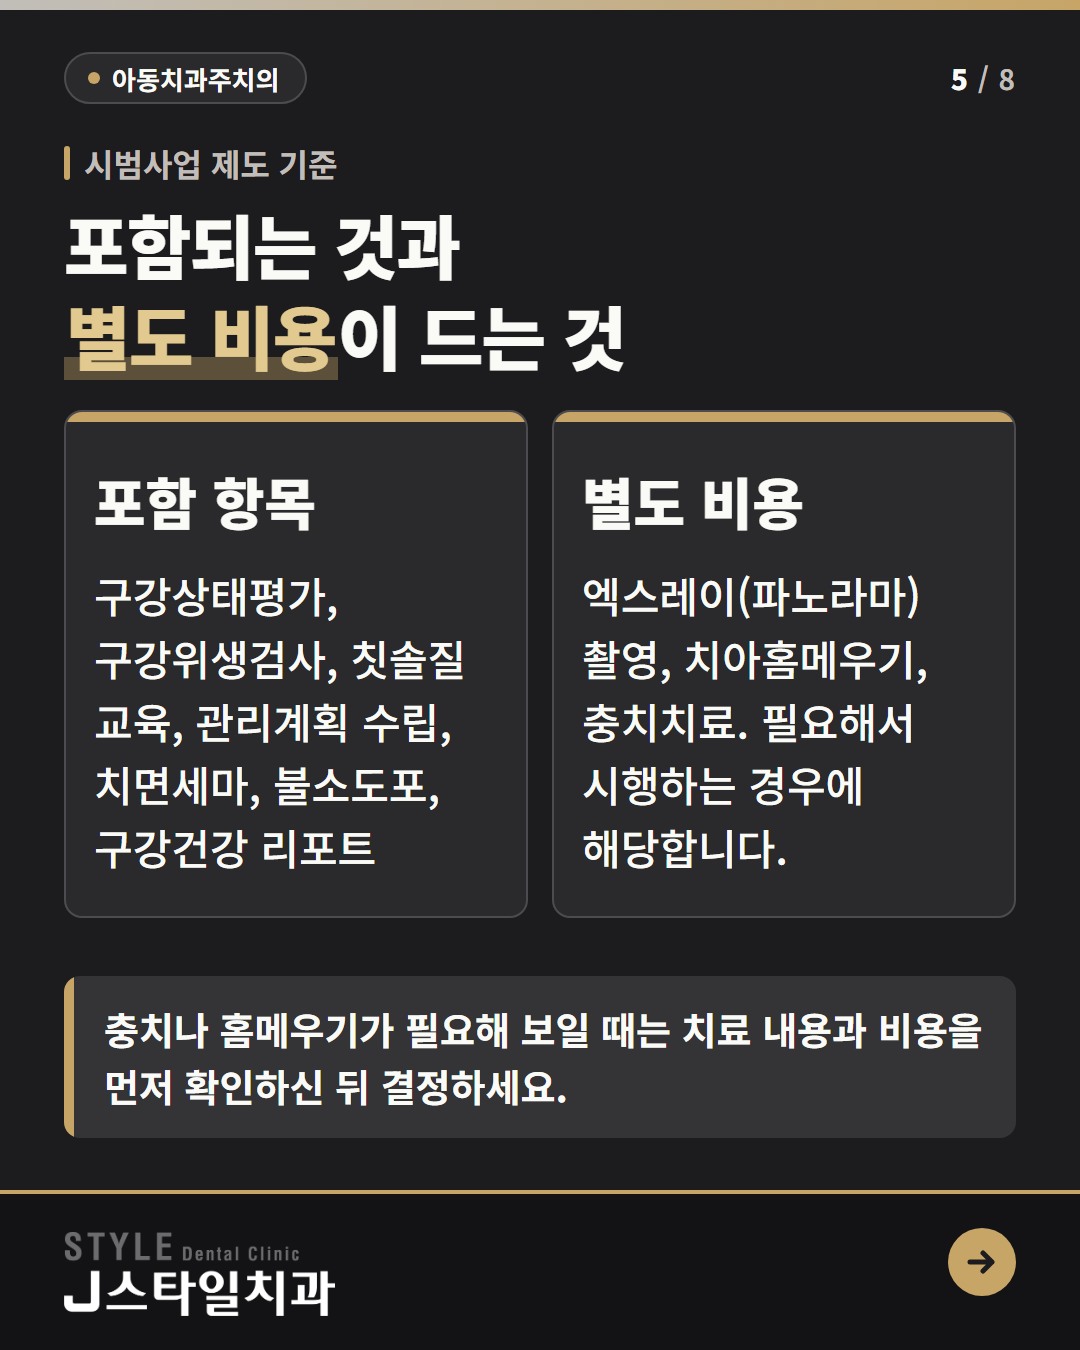 아동치과주치의
5 / 8
시범사업 제도 기준
포함되는 것과
별도 비용이 드는 것
포함 항목
구강상태평가,
구강위생검사, 칫솔질
교육, 관리계획 수립,
치면세마, 불소도포,
구강건강 리포트
별도 비용
엑스레이(파노라마)
촬영, 치아홈메우기,
충치치료. 필요해서
시행하는 경우에
해당합니다.
충치나 홈메우기가 필요해 보일 때는 치료 내용과 비용을
먼저 확인하신 뒤 결정하세요.
STYLE Dental Clinic
J스타일치과